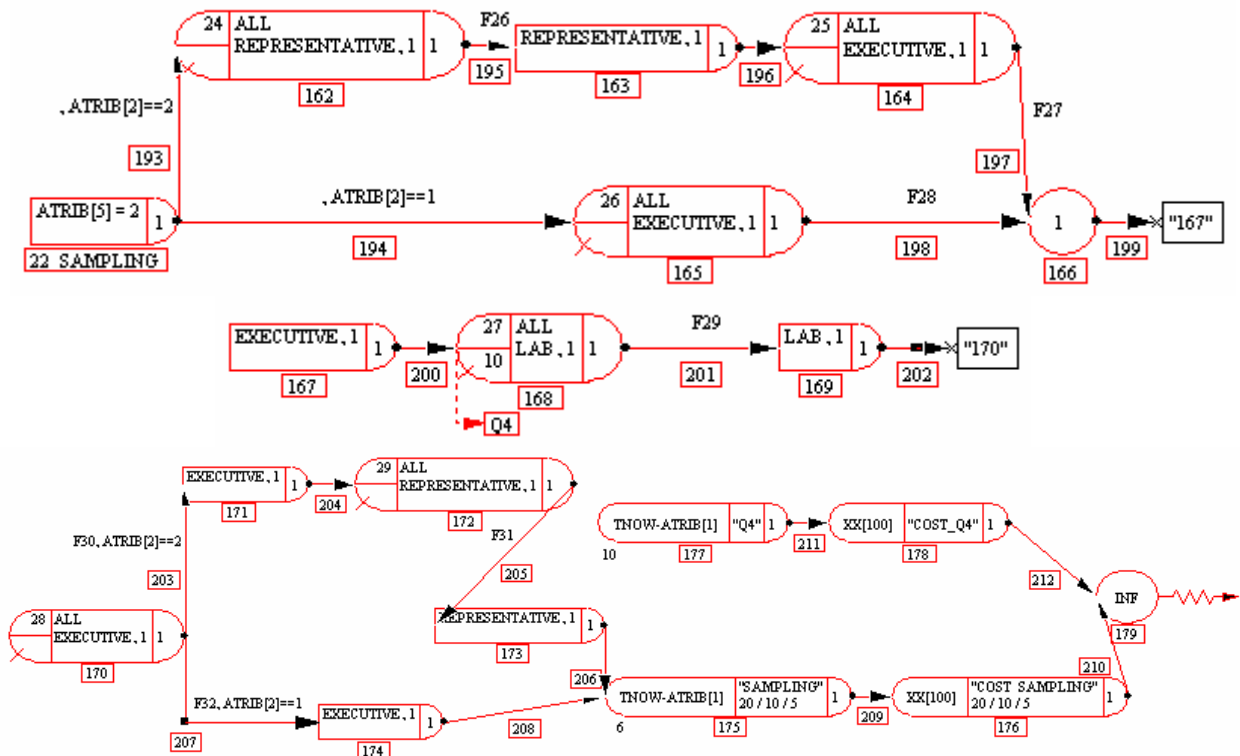 24 ALL
REPRESENTATIVE,1 1
162
F26
195
REPRESENTATIVE,1
1
163
196
25 ALL
EXECUTIVE,1 1
164
,ATRIB[2]==2
193
F27
197
ATRIB[5] = 2 1
22 SAMPLING
,ATRIB[2]==1
194
26 ALL
EXECUTIVE,1 1
165
F28
198
1
166
199
"167"
EXECUTIVE,1 1
167
200
27 ALL
LAB,1 1
10
168
Q4
F29
201
LAB,1 1
169
202
"170"
EXECUTIVE,1 1
171
204
29 ALL
REPRESENTATIVE,1 1
172
F30,ATRIB[2]==2
203
F31
205
TNOW-ATRIB[1] "Q4" 1
10
177
211
XX[100] "COST_Q4" 1
178
212
INF
179
28 ALL
EXECUTIVE,1 1
170
REPRESENTATIVE,1 1
173
206
F32,ATRIB[2]==1
207
EXECUTIVE,1 1
174
208
TNOW-ATRIB[1] "SAMPLING" 1
20 / 10 / 5
6
175
209
XX[100] "COST SAMPLING" 1
20 / 10 / 5
176
210